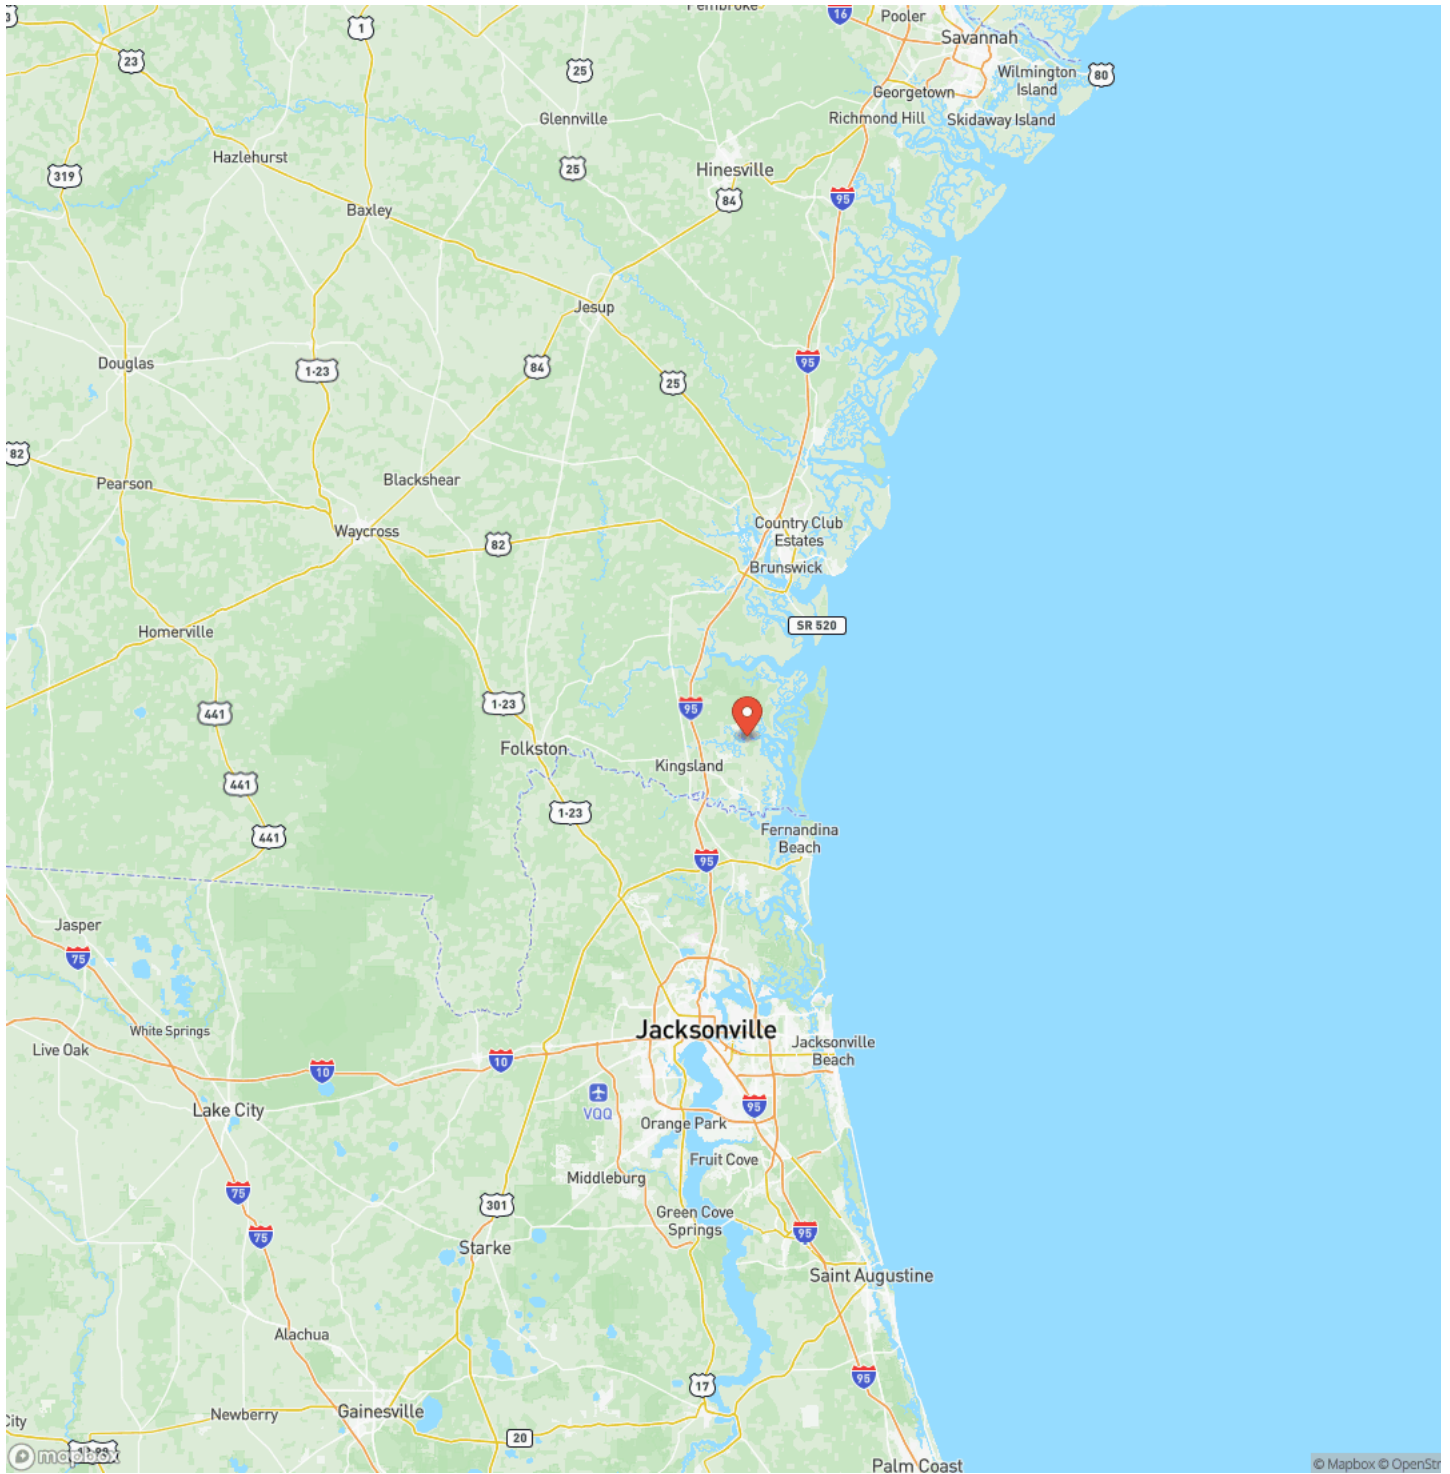 Pembroke
16
Pooler
1
Savannah
3
23
25
Wilmington
Island
80
Georgetown
Glennville
Richmond Hill
Skidaway Island
Hazlehurst
319
25
Hinesville
84
95
Baxley
Jesup
Douglas
1-23
84
95
25
82
Pearson
Blackshear
Waycross
Country Club
Estates
82
Brunswick
Homerville
SR 520
441
1-23
95
Folkston
Kingsland
441
1-23
441
Fernandina
Beach
95
Jasper
75
White Springs
Jacksonville
Live Oak
Jacksonville
Beach
10
10
VQQ
95
Lake City
Orange Park
Fruit Cove
Middleburg
75
301
Green Cove
Springs
75
95
Starke
Saint Augustine
Alachua
95
17
Newberry
Gainesville
City
20
mapbox
Palm Coast
© Mapbox © OpenStr